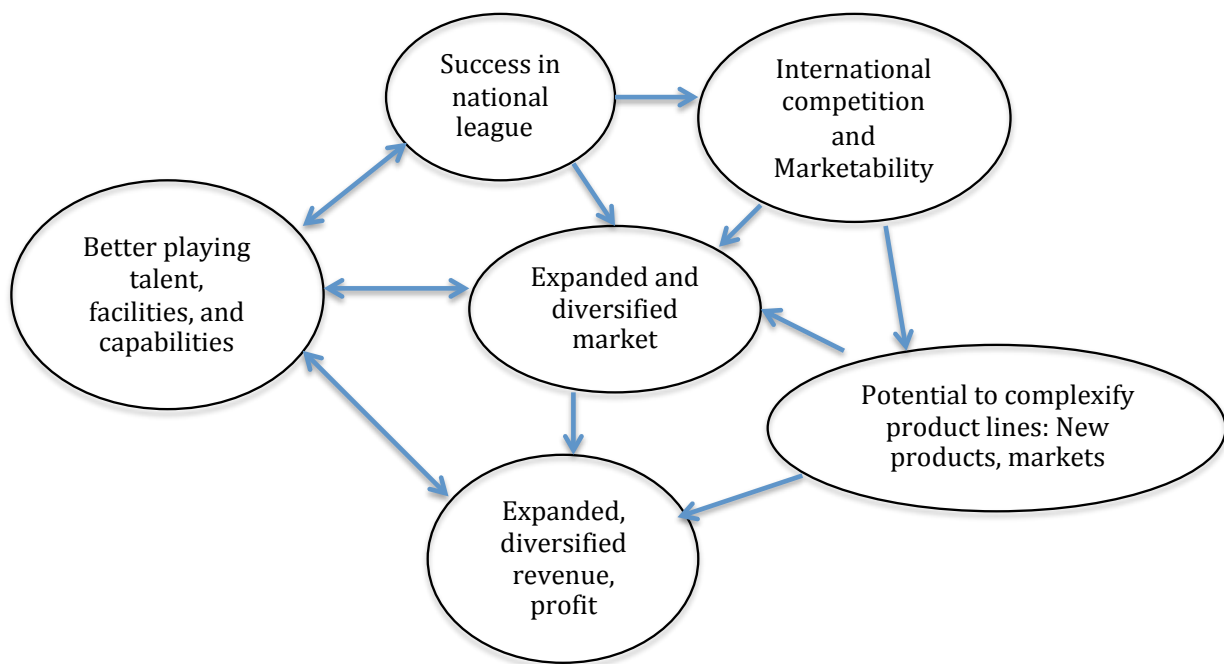 Success in
national
league
International
competition
and
Marketability
Better playing
talent,
facilities, and
capabilities
Expanded and
diversified
market
Potential to complexify
product lines: New
products, markets
Expanded,
diversified
revenue,
profit